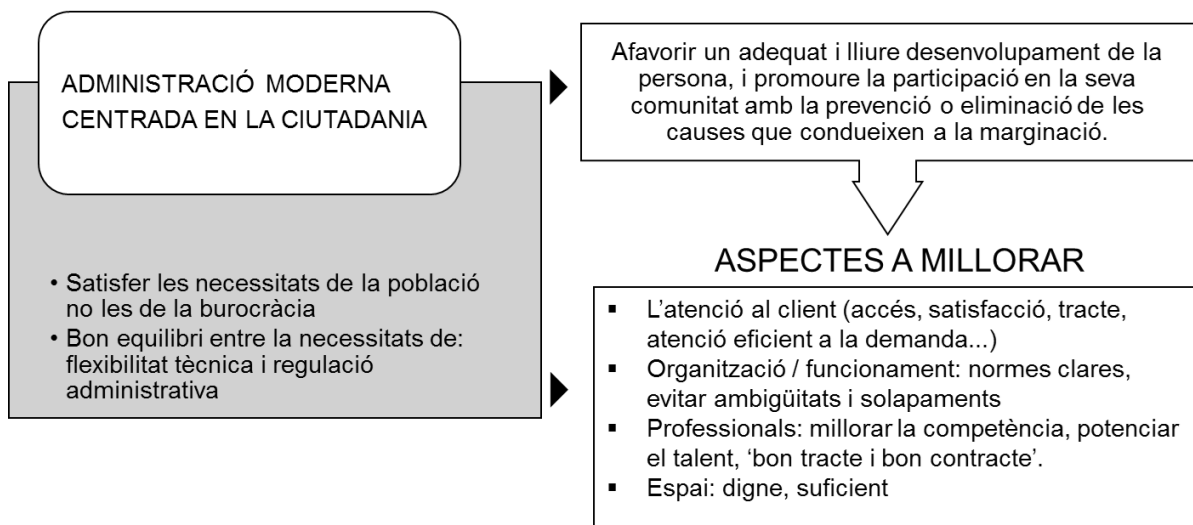 ADMINISTRACIÓ MODERNA
CENTRADA EN LA CIUTADANIA
• Satisfer les necessitats de la població
no les de la burocràcia
• Bon equilibri entre la necessitats de:
flexibilitat tècnica i regulació
administrativa
Afavorir un adequat i lliure desenvolupament de la
persona, i promoure la participació en la seva
comunitat amb la prevenció o eliminació de les
causes que condueixen a la marginació.
ASPECTES A MILLORAR
▪ L’atenció al client (accés, satisfacció, tracte,
atenció eficient a la demanda...)
▪ Organització / funcionament: normes clares,
evitar ambigüitats i solapaments
▪ Professionals: millorar la competència, potenciar
el talent, ‘bon tracte i bon contracte’.
▪ Espai: digne, suficient